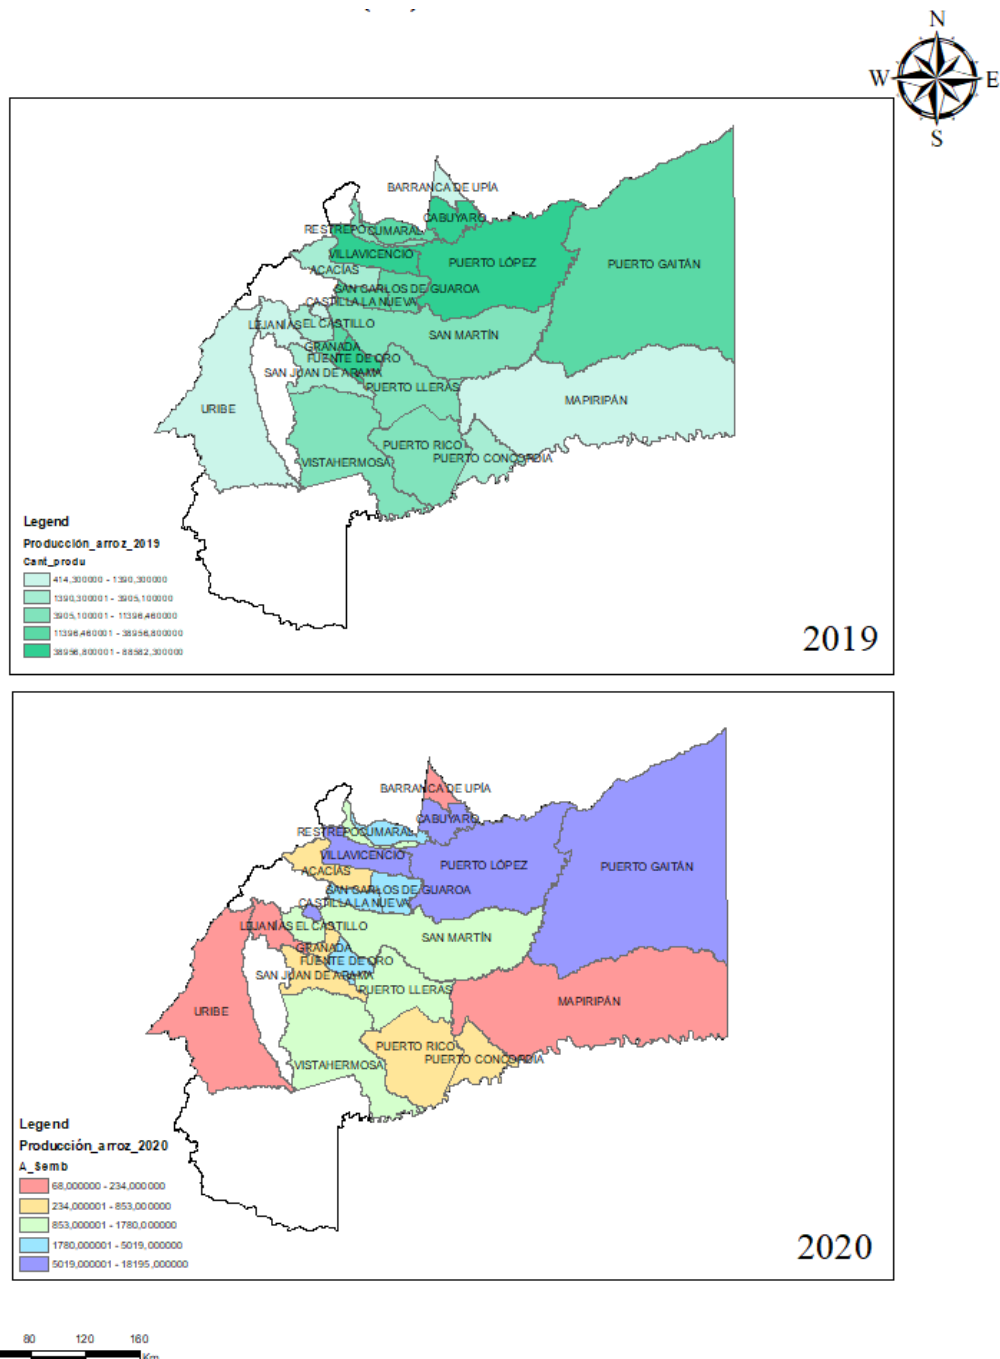 N
W E
S
BARRANCA DE UPÍA
CABUYARO
RESTREPO CUMARAL
VILLAVICENCIO
PUERTO LÓPEZ
PUERTO GAITÁN
ACACÍAS
SAN CARLOS DE GUAROA
CASTILLA LA NUEVA
LEJANÍAS EL CASTILLO
SAN MARTÍN
GRANADA
FUENTE DE ORO
SAN JUAN DE ARAMA
PUERTO LLERAS
URIBE
MAPIRIPÁN
PUERTO RICO
PUERTO CONCORDIA
VISTAHERMOSA
Legend
Producción_arroz_2019
Cant_produ
414,300000 - 1390,300000
1390,300001 - 3905,100000
3905,100001 - 11396,460000
11396,460001 - 38956,800000
38956,800001 - 88582,300000
2019
BARRANCA DE UPÍA
CABUYARO
RESTREPO CUMARAL
VILLAVICENCIO
PUERTO LÓPEZ
PUERTO GAITÁN
ACACÍAS
SAN CARLOS DE GUAROA
CASTILLA LA NUEVA
LEJANÍAS EL CASTILLO
SAN MARTÍN
GRANADA
FUENTE DE ORO
SAN JUAN DE ARAMA
PUERTO LLERAS
URIBE
MAPIRIPÁN
PUERTO RICO
PUERTO CONCORDIA
VISTAHERMOSA
Legend
Producción_arroz_2020
A_Semb
68,000000 - 234,000000
234,000001 - 853,000000
853,000001 - 1780,000000
1780,000001 - 5019,000000
5019,000001 - 18195,000000
2020
80 120 160
Km